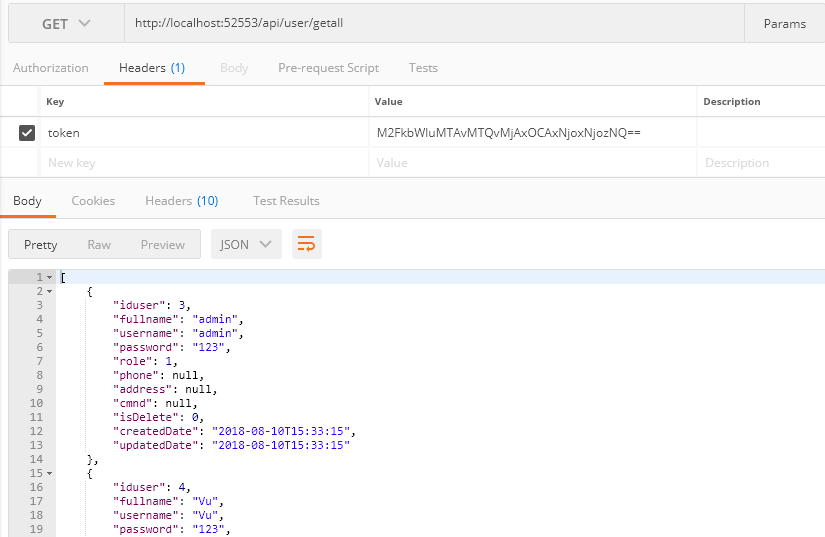 GET http://localhost:52553/api/user/getall Params
Authorization Headers (1) Body Pre-request Script Tests
Key Value Description
token M2FkbWluMTAvMTQvMjAxOCAxNjoxNjozNQ==
New key Value Description
Body Cookies Headers (10) Test Results
Pretty Raw Preview JSON
1 [
2 {
3 "iduser": 3,
4 "fullname": "admin",
5 "username": "admin",
6 "password": "123",
7 "role": 1,
8 "phone": null,
9 "address": null,
10 "cmnd": null,
11 "isDelete": 0,
12 "createdDate": "2018-08-10T15:33:15",
13 "updatedDate": "2018-08-10T15:33:15"
14 },
15 {
16 "iduser": 4,
17 "fullname": "Vu",
18 "username": "Vu",
19 "password": "123",